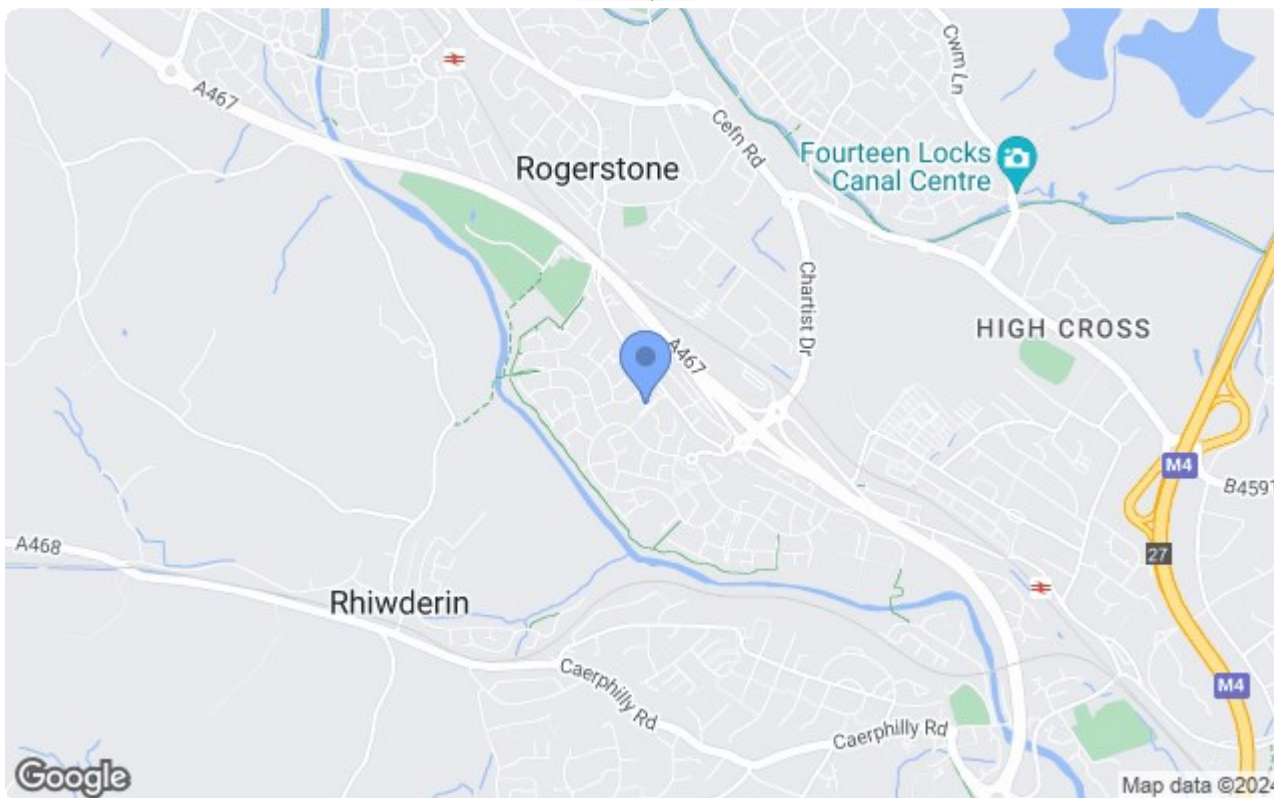 A467
Cwm Ln
Cefn Rd
Rogerstone
Fourteen Locks
Canal Centre
Chartist Dr
HIGH CROSS
A467
M4
B4591
A468
27
Rhiwderin
Caerphilly Rd
M4
Caerphilly Rd
Google
Map data ©2024